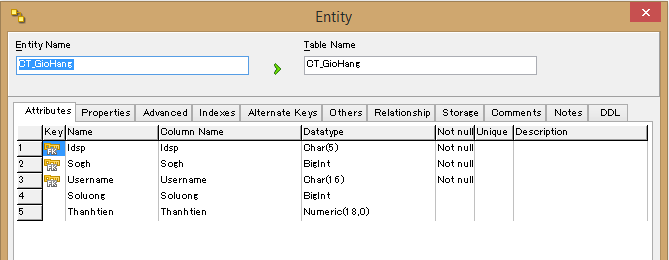 Entity
Entity Name
Table Name
CT_GioHang
CT_GioHang
Attributes Properties Advanced Indexes Alternate Keys Others Relationship Storage Comments Notes DDL
Key Name Column Name Datatype Not null Unique Description
1 FK Idsp Idsp Char(5) Not null
2 FK Sogh Sogh BigInt Not null
3 FK Username Username Char(16) Not null
4 Soluong Soluong BigInt
5 Thanhtien Thanhtien Numeric(18,0)